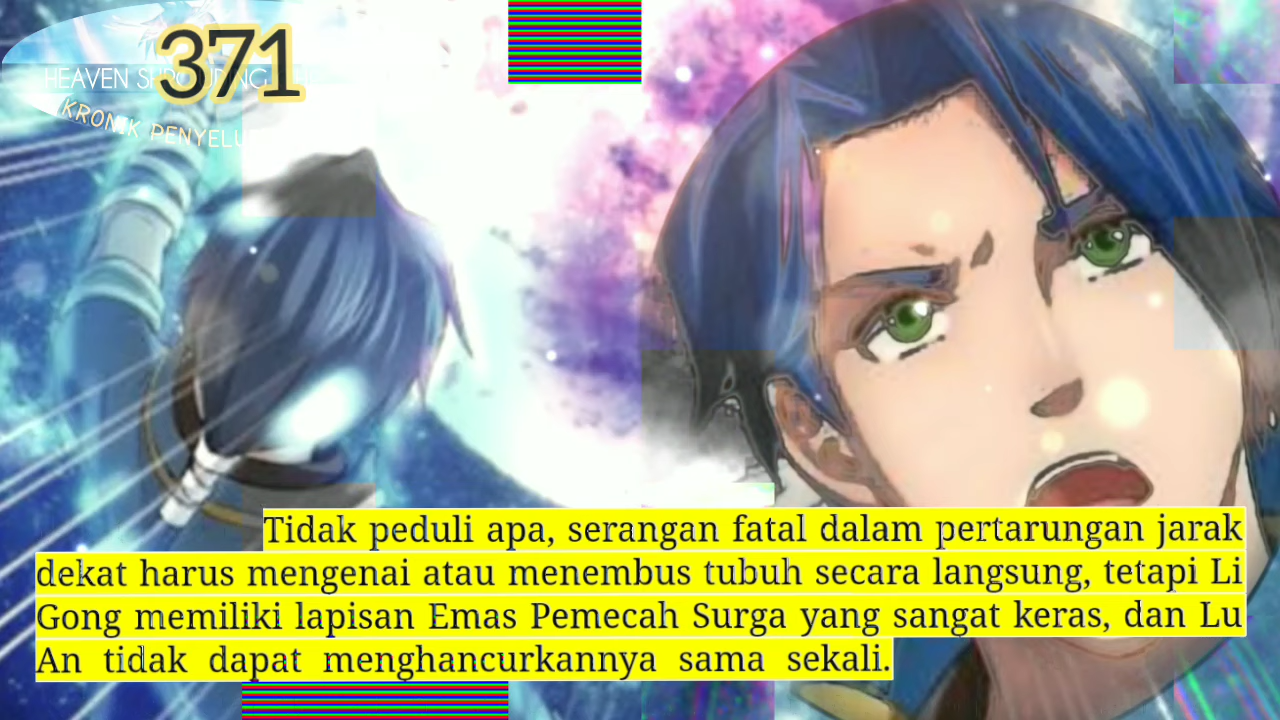 371
HEAVEN
KRONIK PENYELU
Tidak peduli apa, serangan fatal dalam pertarungan jarak
dekat harus mengenai atau menembus tubuh secara langsung, tetapi Li
Gong memiliki lapisan Emas Pemecah Surga yang sangat keras, dan Lu
An tidak dapat menghancurkannya sama sekali.